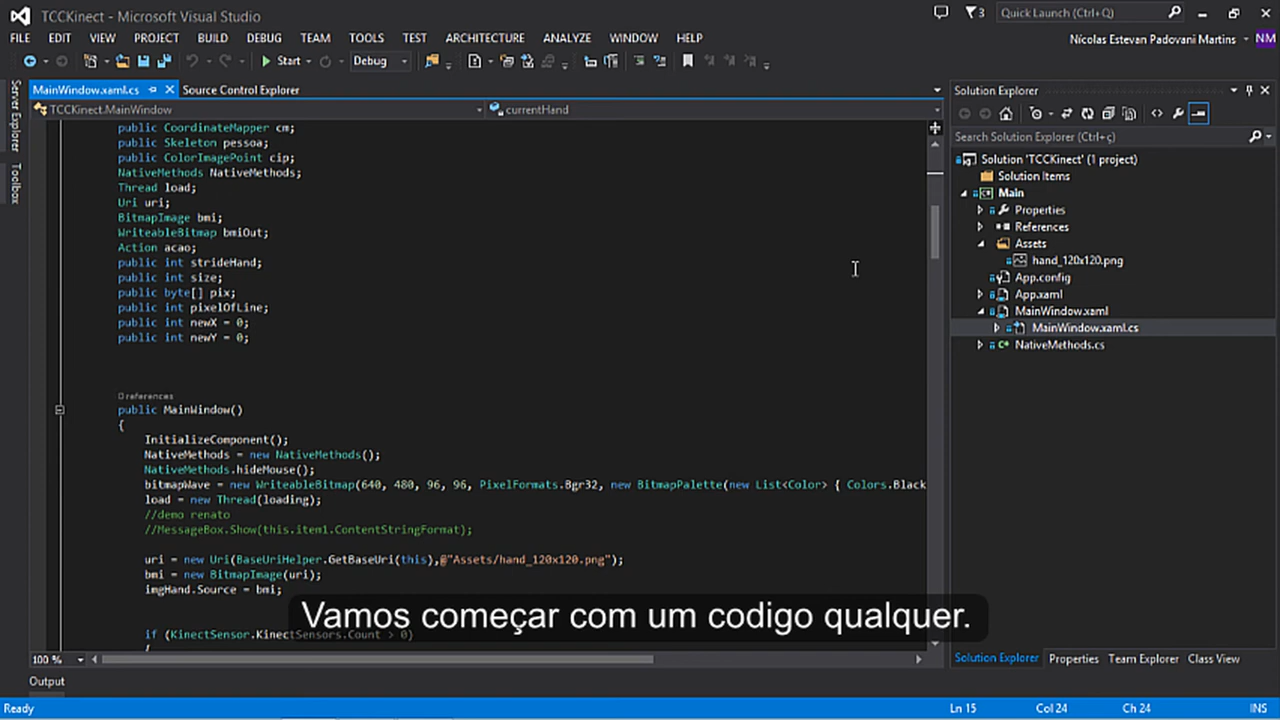 TCCKinect - Microsoft Visual Studio
3
Quick Launch (Ctrl+Q)
FILE EDIT VIEW PROJECT BUILD DEBUG TEAM TOOLS TEST ARCHITECTURE ANALYZE WINDOW HELP
Nícolas Estevan Padovani Martins NM
Start Debug
Server Explorer
Toolbox
MainWindow.xaml.cs Source Control Explorer
TCCKinect.MainWindow currentHand
public CoordinateMapper cm;
public Skeleton pessoa;
public ColorImagePoint cip;
NativeMethods NativeMethods;
Thread load;
Uri uri;
BitmapImage bmi;
WriteableBitmap bmiOut;
Action acao;
public int strideHand;
public int size;
public byte[] pix;
public int pixelOfLine;
public int newX = 0;
public int newY = 0;
0 references
public MainWindow()
{
InitializeComponent();
NativeMethods = new NativeMethods();
NativeMethods.hideMouse();
bitmapWave = new WriteableBitmap(640, 480, 96, 96, PixelFormats.Bgr32, new BitmapPalette(new List<Color> { Colors.Black
load = new Thread(loading);
//demo renato
//MessageBox.Show(this.item1.ContentStringFormat);
uri = new Uri(BaseUriHelper.GetBaseUri(this),@"Assets/hand_120x120.png");
bmi = new BitmapImage(uri);
imgHand.Source = bmi;
if (KinectSensor.KinectSensors.Count > 0)
Vamos começar com um codigo qualquer.
100 %
Output
Solution Explorer
Search Solution Explorer (Ctrl+ç)
Solution 'TCCKinect' (1 project)
Solution Items
Main
Properties
References
Assets
hand_120x120.png
App.config
App.xaml
MainWindow.xaml
MainWindow.xaml.cs
NativeMethods.cs
Solution Explorer Properties Team Explorer Class View
Ready Ln 15 Col 24 Ch 24 INS